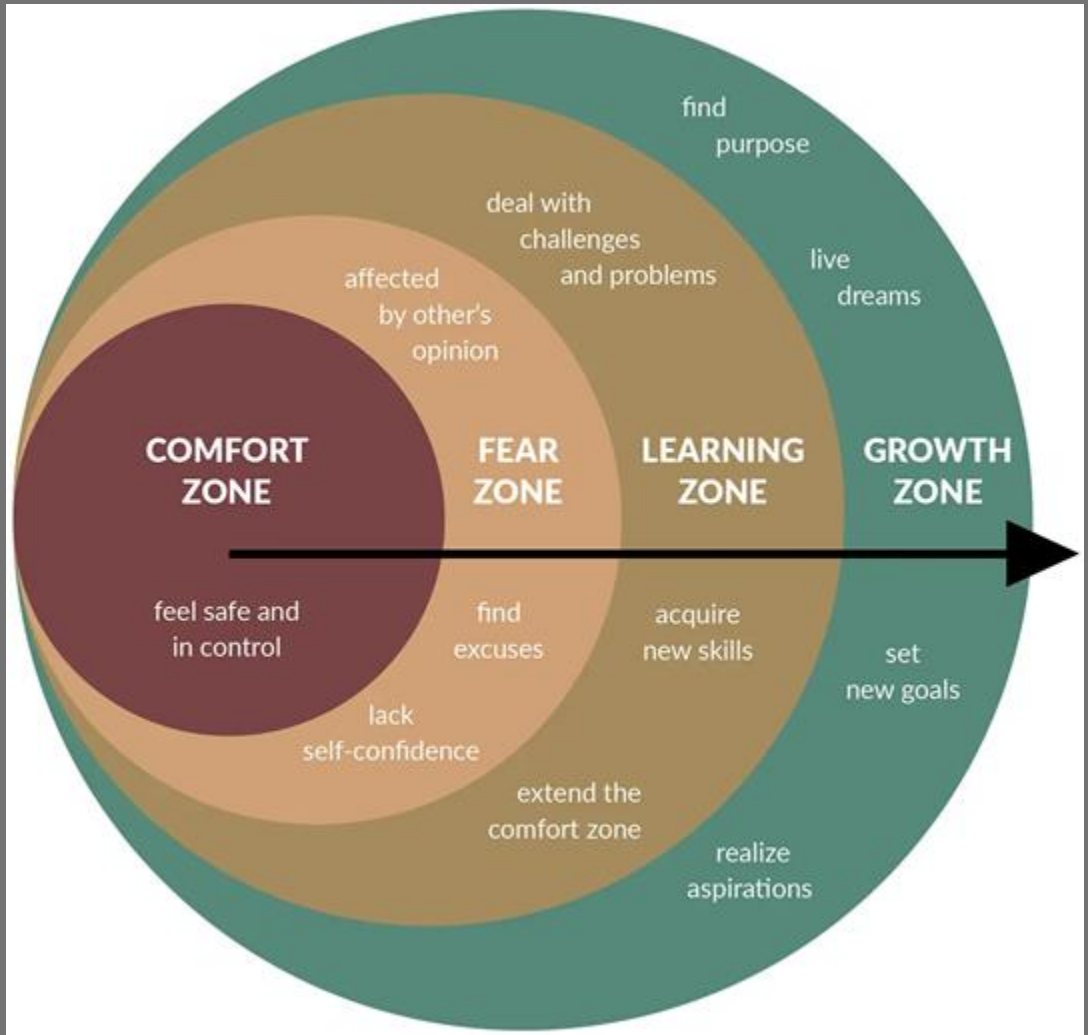 find
purpose
deal with
challenges
and problems
live
dreams
affected
by other's
opinion
COMFORT
ZONE
FEAR
ZONE
LEARNING
ZONE
GROWTH
ZONE
feel safe and
in control
find
excuses
acquire
new skills
set
new goals
lack
self-confidence
extend the
comfort zone
realize
aspirations